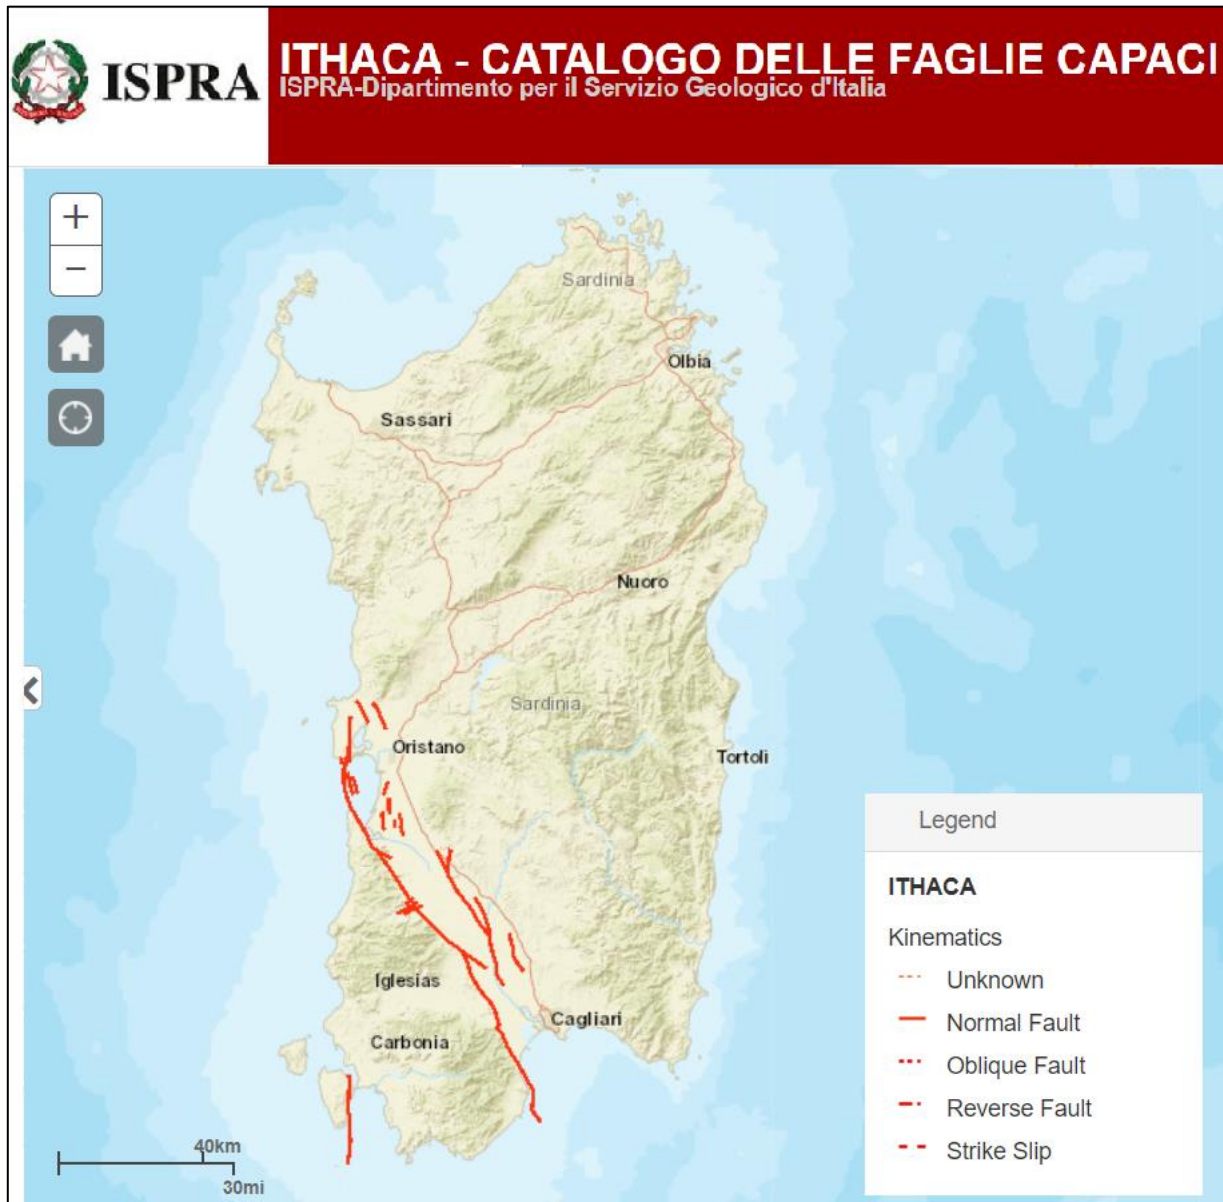 ISPRA
ITHACA - CATALOGO DELLE FAGLIE CAPACI
ISPRA-Dipartimento per il Servizio Geologico d'Italia
+
−
Sardinia
Olbia
Sassari
Nuoro
Sardinia
Oristano
Tortolì
Iglesias
Cagliari
Carbonia
40km
30mi
Legend
ITHACA
Kinematics
Unknown
Normal Fault
Oblique Fault
Reverse Fault
Strike Slip